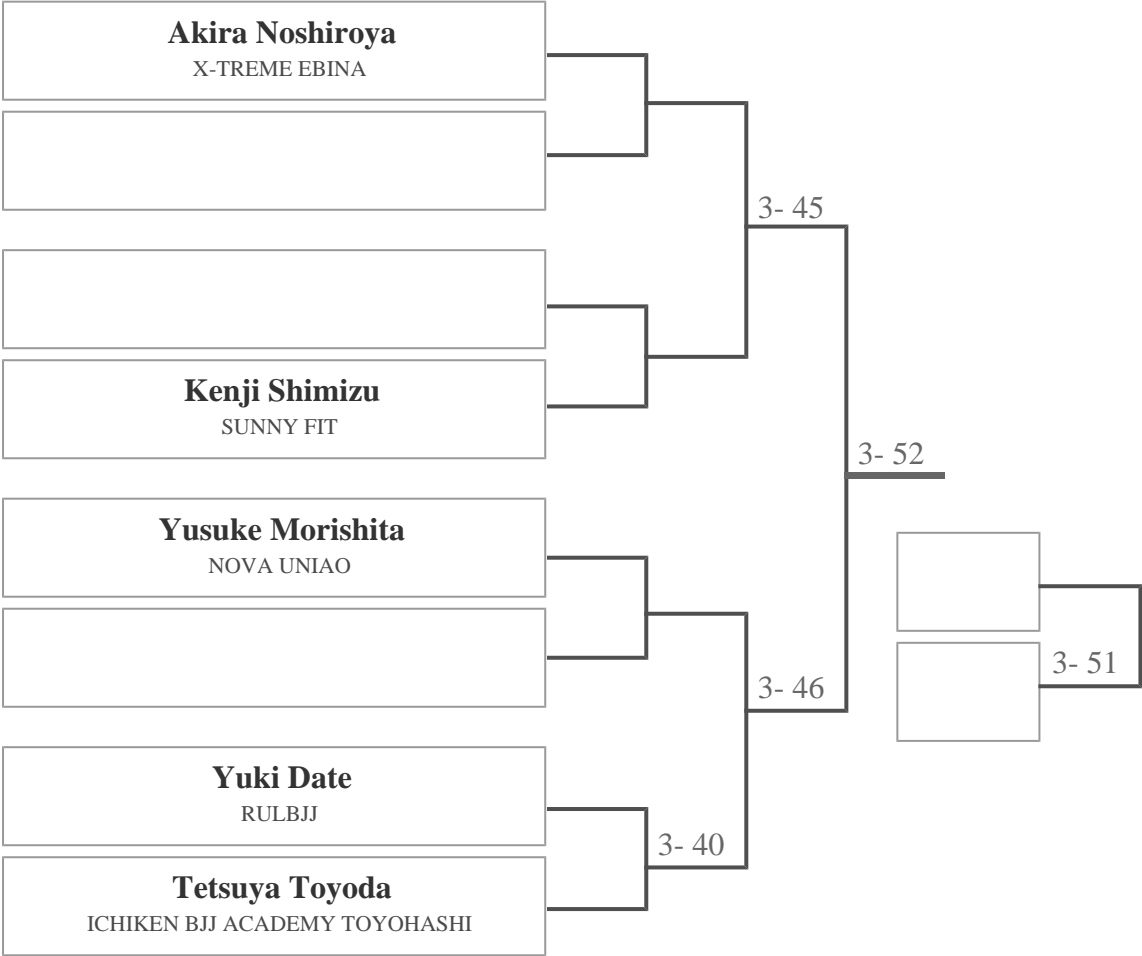 Akira Noshiroya
X-TREME EBINA
3- 45
Kenji Shimizu
SUNNY FIT
3- 52
Yusuke Morishita
NOVA UNIAO
3- 51
3- 46
Yuki Date
RULBJJ
3- 40
Tetsuya Toyoda
ICHIKEN BJJ ACADEMY TOYOHASHI